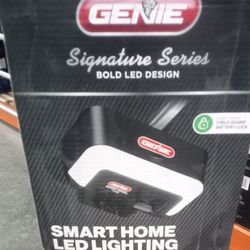 GENIE
Signature Series
BOLD LED DESIGN
CHILD GUARD
BATTERY LOCK
GENIE
SMART HOME
LED LIGHTING